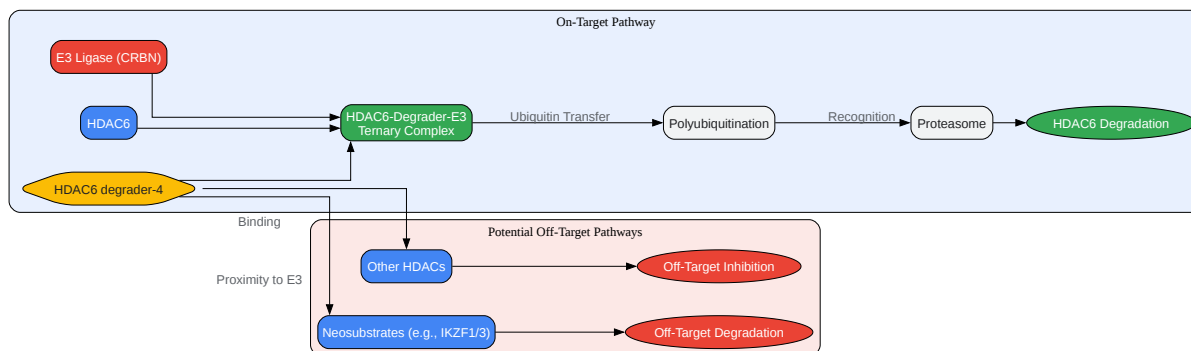 On-Target Pathway
E3 Ligase (CRBN)
HDAC6
HDAC6-Degrader-E3
Ternary Complex
Ubiquitin Transfer
Polyubiquitination
Recognition
Proteasome
HDAC6 Degradation
HDAC6 degrader-4
Binding
Potential Off-Target Pathways
Other HDACs
Off-Target Inhibition
Proximity to E3
Neosubstrates (e.g., IKZF1/3)
Off-Target Degradation